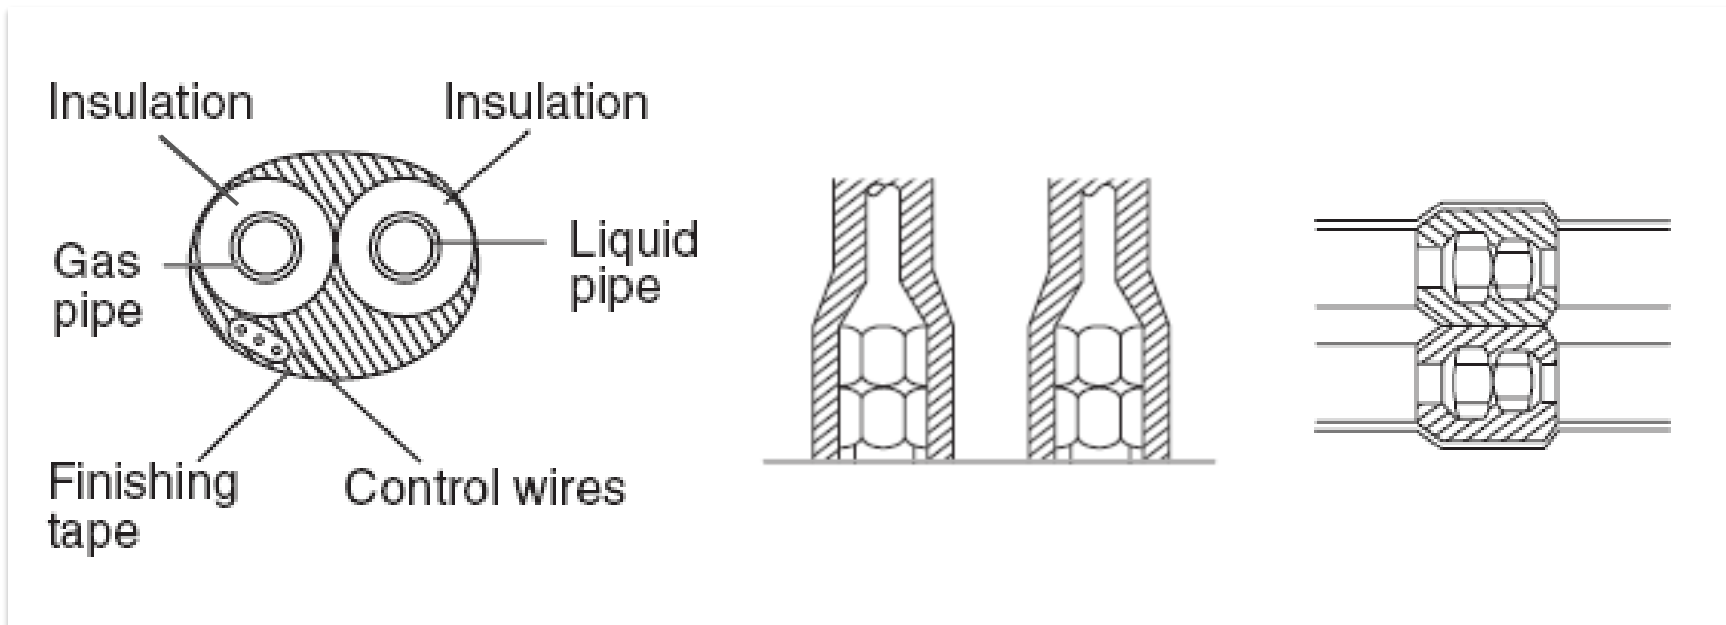 Insulation
Insulation
Gas
pipe
Liquid
pipe
Finishing
tape
Control wires